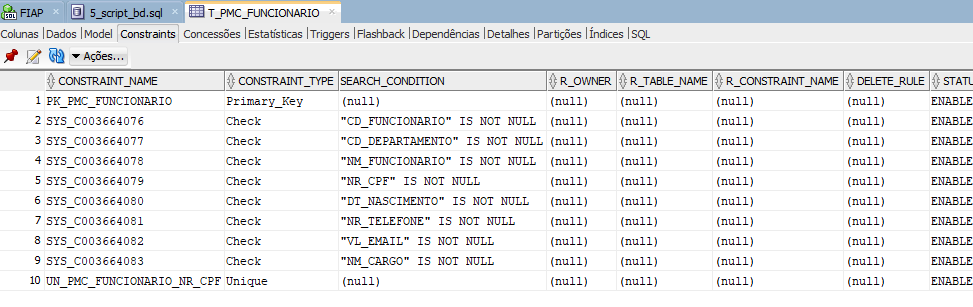 FIAP 5_script_bd.sql T_PMC_FUNCIONARIO
Colunas Dados Model Constraints Concessões Estatísticas Triggers Flashback Dependências Detalhes Partições Índices SQL
Ações...
CONSTRAINT_NAME CONSTRAINT_TYPE SEARCH_CONDITION R_OWNER R_TABLE_NAME R_CONSTRAINT_NAME DELETE_RULE STATU
1 PK_PMC_FUNCIONARIO Primary_Key (null) (null) (null) (null) (null) ENABLE
2 SYS_C003664076 Check "CD_FUNCIONARIO" IS NOT NULL (null) (null) (null) (null) ENABLE
3 SYS_C003664077 Check "CD_DEPARTAMENTO" IS NOT NULL (null) (null) (null) (null) ENABLE
4 SYS_C003664078 Check "NM_FUNCIONARIO" IS NOT NULL (null) (null) (null) (null) ENABLE
5 SYS_C003664079 Check "NR_CPF" IS NOT NULL (null) (null) (null) (null) ENABLE
6 SYS_C003664080 Check "DT_NASCIMENTO" IS NOT NULL (null) (null) (null) (null) ENABLE
7 SYS_C003664081 Check "NR_TELEFONE" IS NOT NULL (null) (null) (null) (null) ENABLE
8 SYS_C003664082 Check "VL_EMAIL" IS NOT NULL (null) (null) (null) (null) ENABLE
9 SYS_C003664083 Check "NM_CARGO" IS NOT NULL (null) (null) (null) (null) ENABLE
10 UN_PMC_FUNCIONARIO_NR_CPF Unique (null) (null) (null) (null) (null) ENABLE